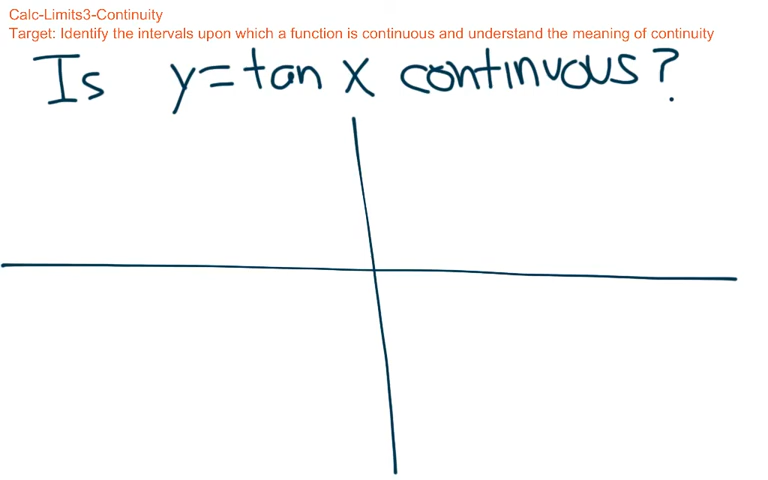 Calc-Limits3-Continuity
Target: Identify the intervals upon which a function is continuous and understand the meaning of continuity
Is y=tan x continuous?